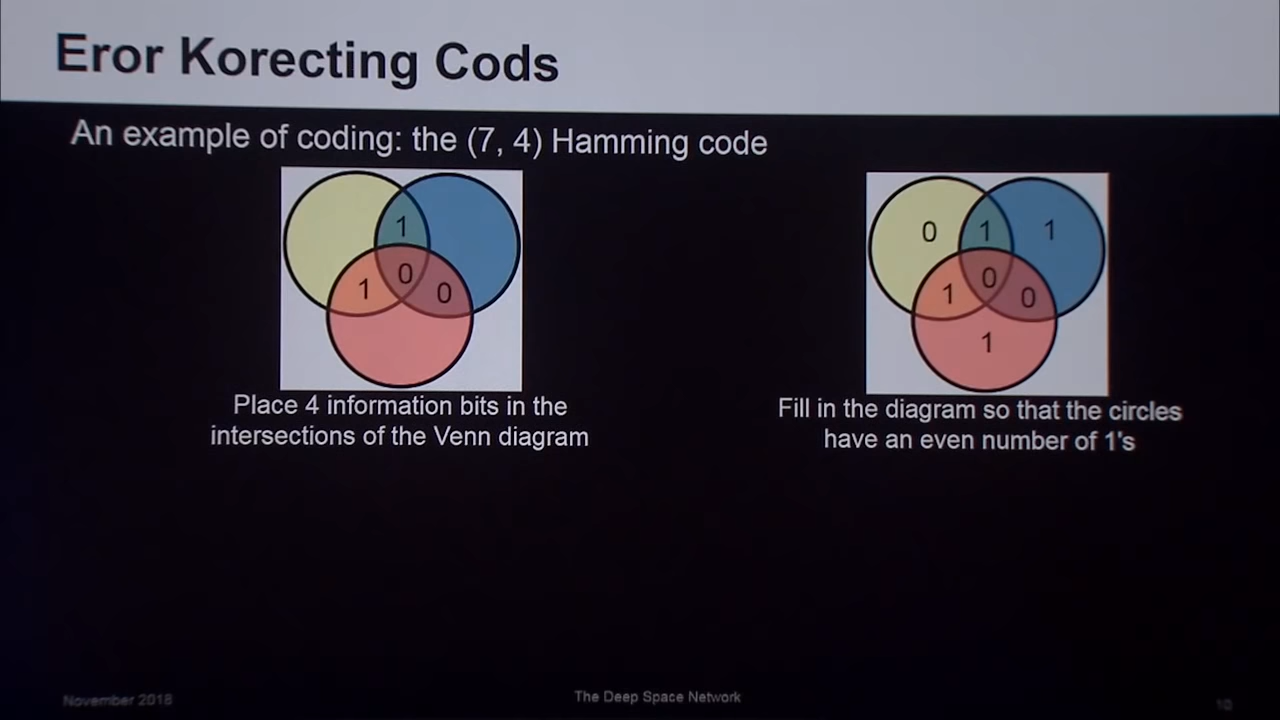 Eror Korecting Cods
An example of coding: the (7, 4) Hamming code
1
0
1
0
0
1
1
0
1
0
1
Place 4 information bits in the
intersections of the Venn diagram
Fill in the diagram so that the circles
have an even number of 1's
November 2018
The Deep Space Network
10